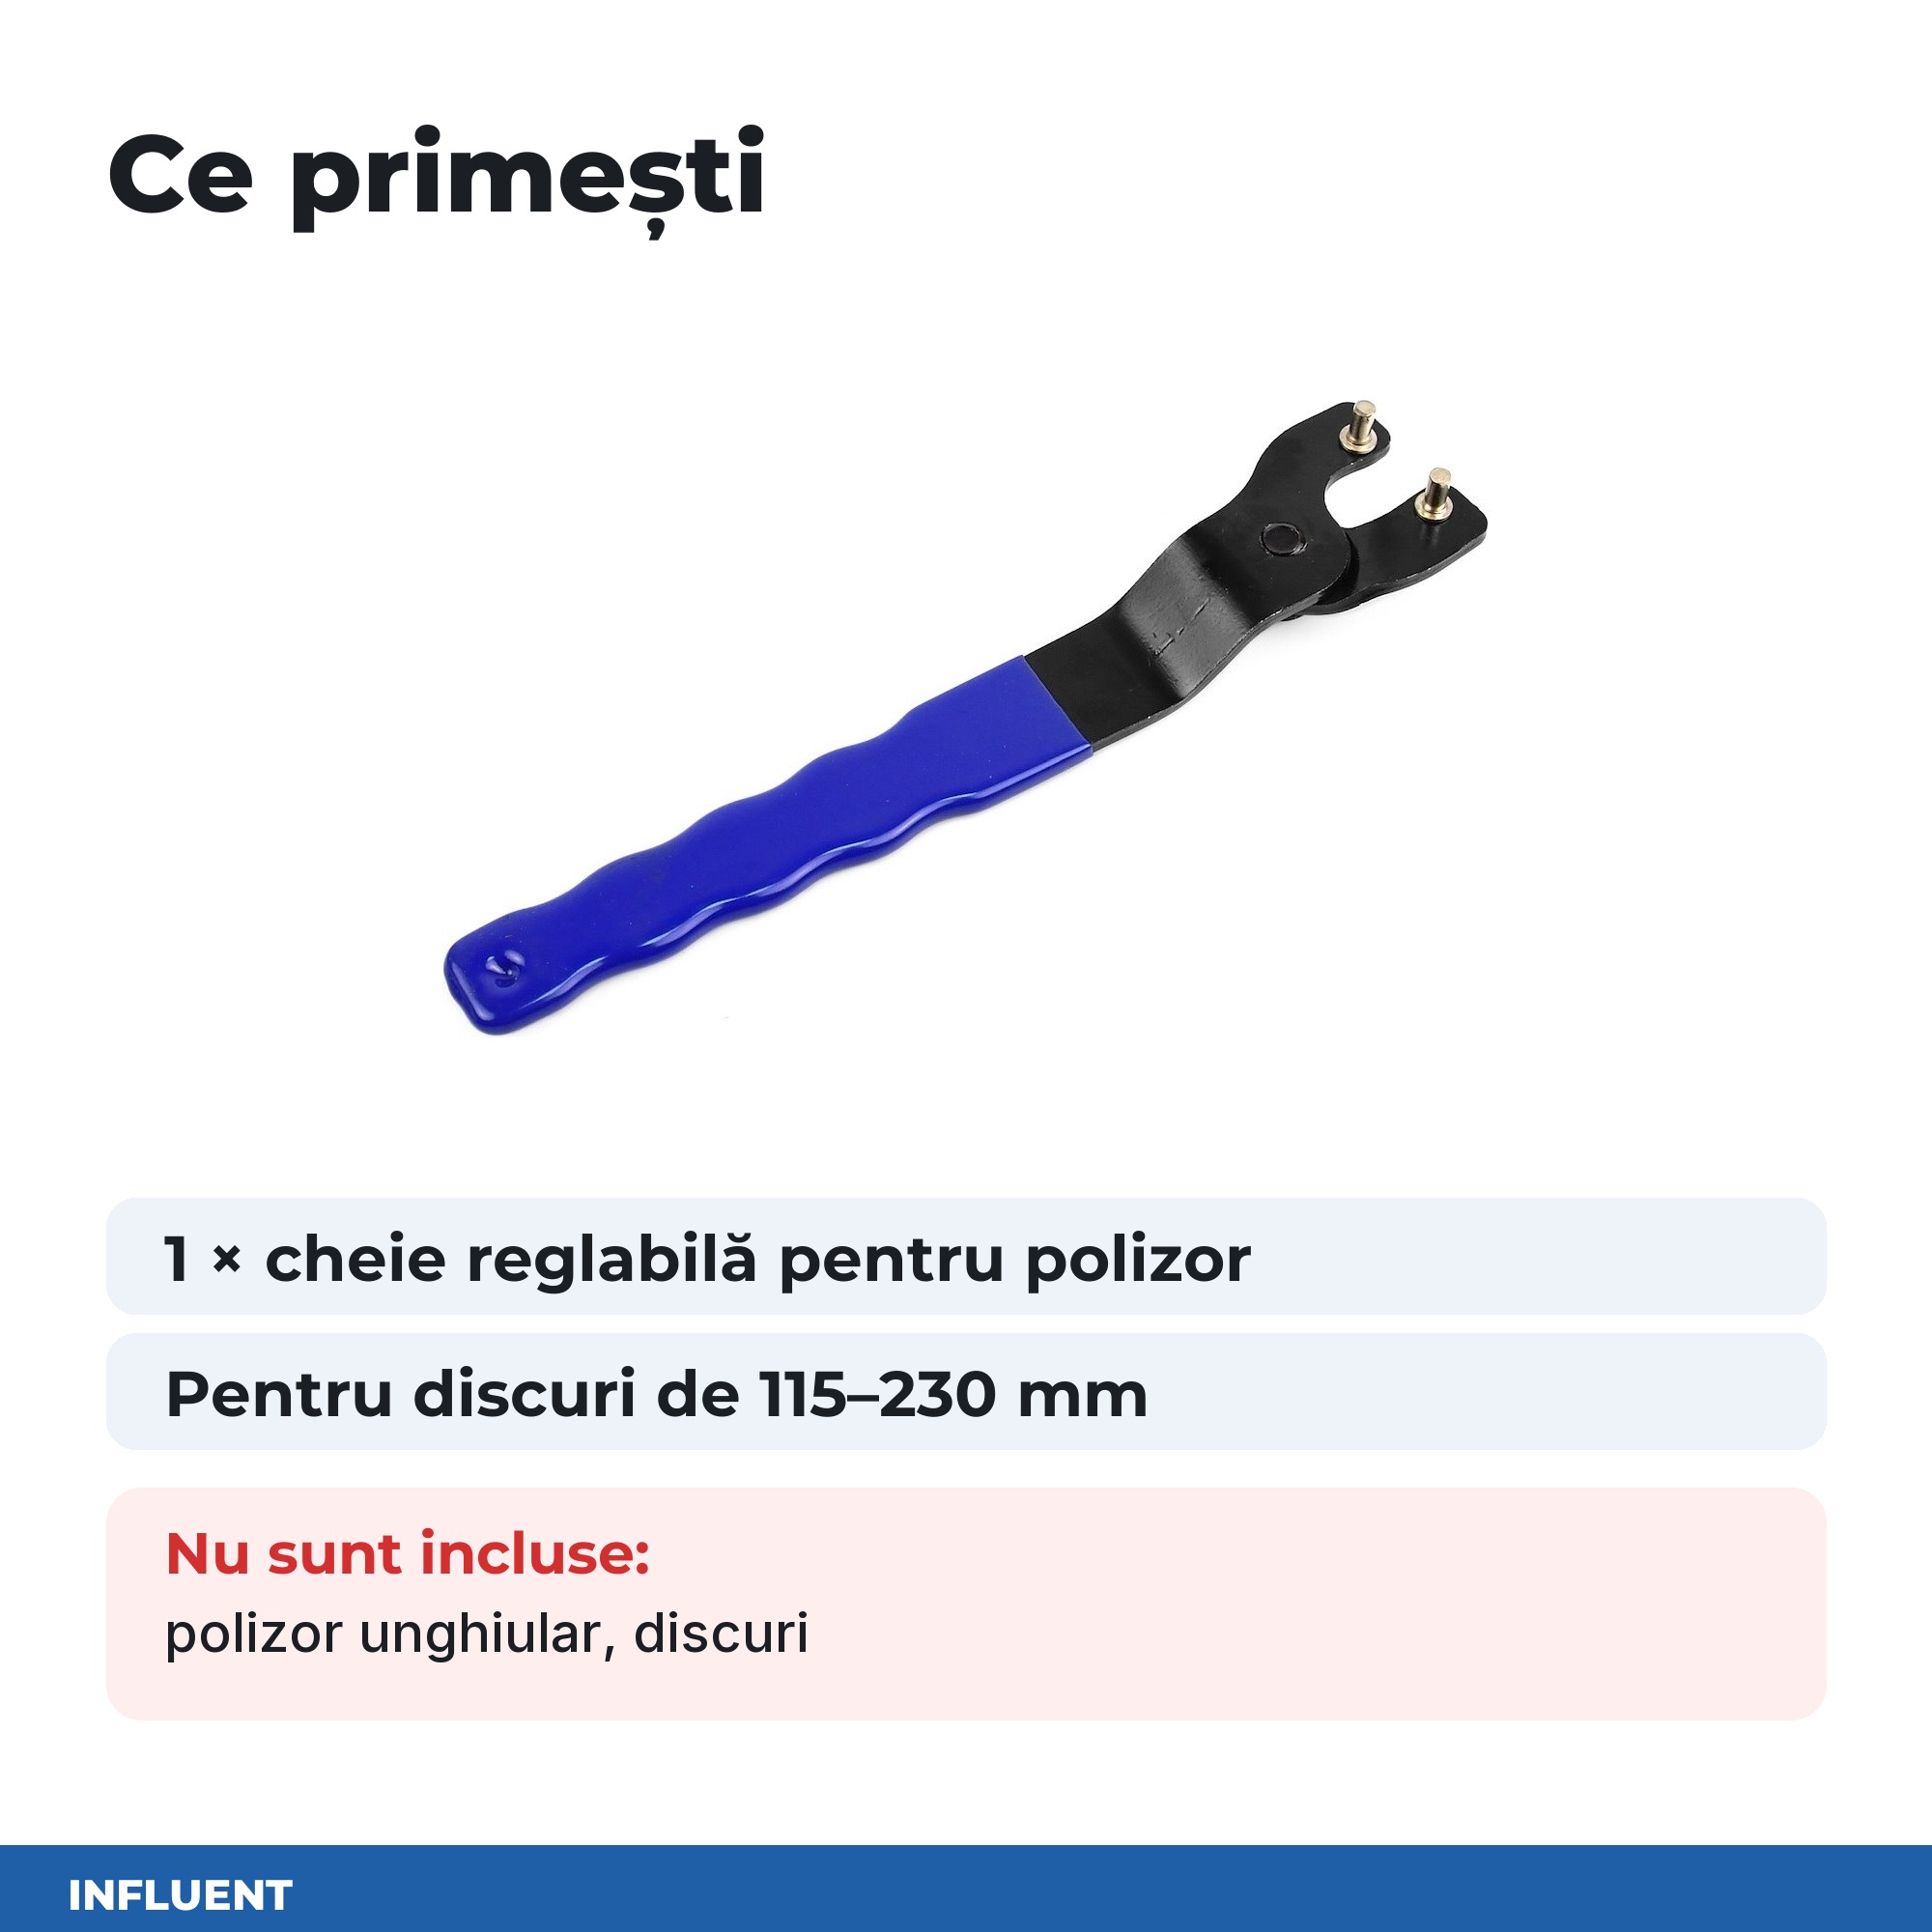 Ce primești
1 × cheie reglabilă pentru polizor
Pentru discuri de 115–230 mm
Nu sunt incluse:
polizor unghiular, discuri
INFLUENT